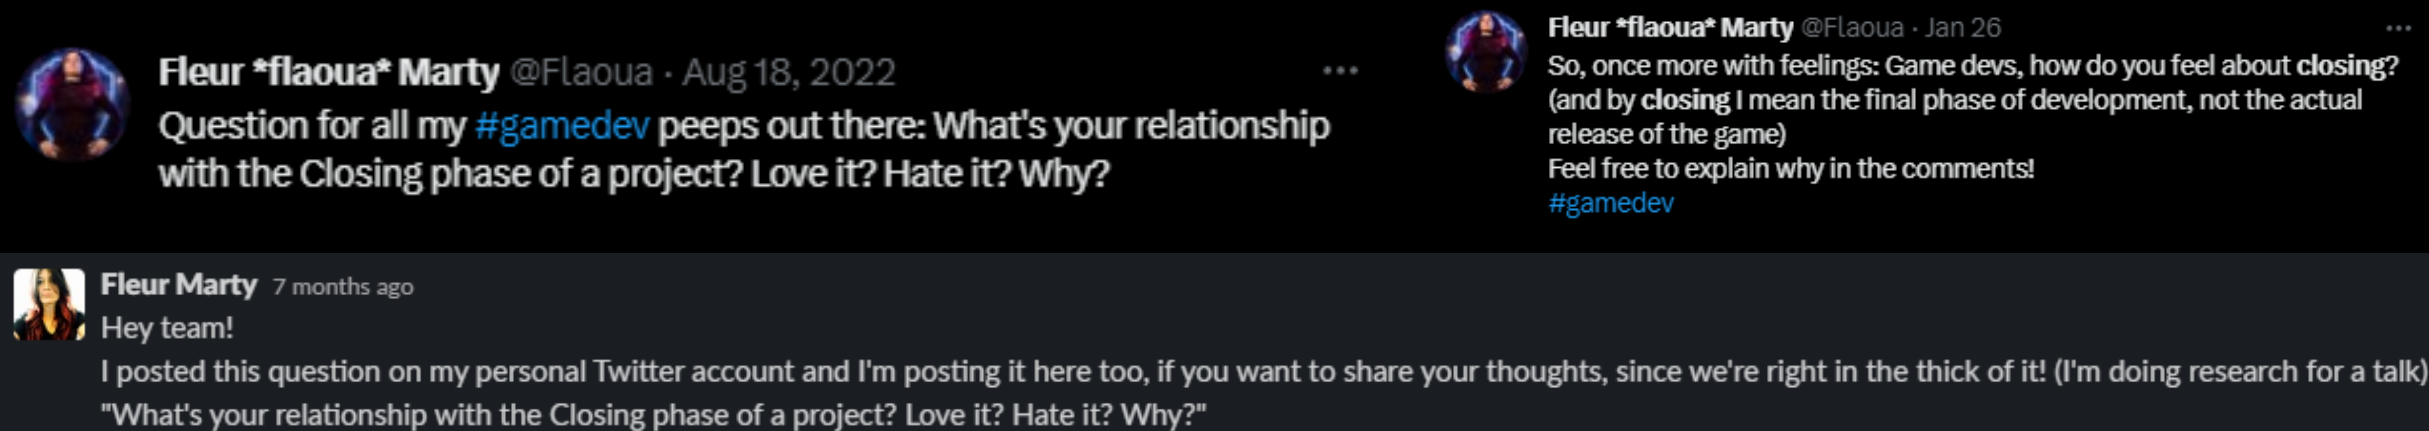 Fleur *flaoua* Marty @Flaoua · Aug 18, 2022
Question for all my #gamedev peeps out there: What's your relationship
with the Closing phase of a project? Love it? Hate it? Why?
Fleur *flaoua* Marty @Flaoua · Jan 26
So, once more with feelings: Game devs, how do you feel about closing?
(and by closing I mean the final phase of development, not the actual
release of the game)
Feel free to explain why in the comments!
#gamedev
Fleur Marty 7 months ago
Hey team!
I posted this question on my personal Twitter account and I'm posting it here too, if you want to share your thoughts, since we're right in the thick of it! (I'm doing research for a talk)
"What's your relationship with the Closing phase of a project? Love it? Hate it? Why?"